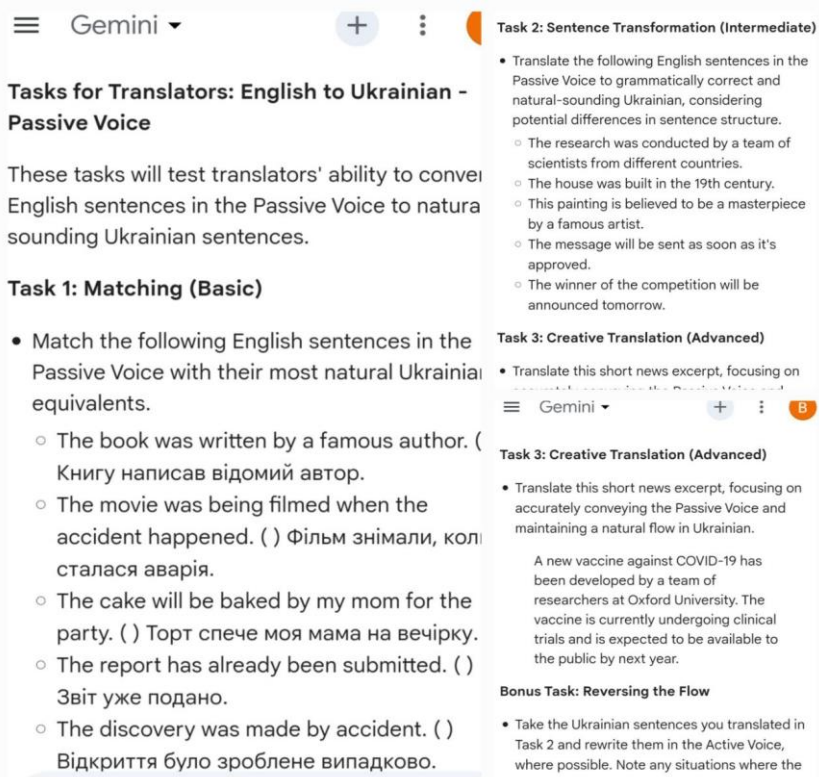 Gemini
Tasks for Translators: English to Ukrainian -
Passive Voice
These tasks will test translators' ability to
English sentences in the Passive Voice to
sounding Ukrainian sentences.
Task 1: Matching (Basic)
• Match the following English sentences in the
Passive Voice with their most natural
equivalents.
○ The book was written by a famous author. (
Книгу написав відомий автор.
○ The movie was being filmed when the
accident happened. ( ) Фільм знімали,
сталася аварія.
○ The cake will be baked by my mom for the
party. ( ) Торт спече моя мама на вечірку.
○ The report has already been submitted. ( )
Звіт уже подано.
○ The discovery was made by accident. ( )
Відкриття було зроблене випадково.
Task 2: Sentence Transformation (Intermediate)
• Translate the following English sentences in the
Passive Voice to grammatically correct and
natural-sounding Ukrainian, considering
potential differences in sentence structure.
○ The research was conducted by a team of
scientists from different countries.
○ The house was built in the 19th century.
○ This painting is believed to be a masterpiece
by a famous artist.
○ The message will be sent as soon as it's
approved.
○ The winner of the competition will be
announced tomorrow.
Task 3: Creative Translation (Advanced)
• Translate this short news excerpt, focusing on
Gemini
B
Task 3: Creative Translation (Advanced)
• Translate this short news excerpt, focusing on
accurately conveying the Passive Voice and
maintaining a natural flow in Ukrainian.
A new vaccine against COVID-19 has
been developed by a team of
researchers at Oxford University. The
vaccine is currently undergoing clinical
trials and is expected to be available to
the public by next year.
Bonus Task: Reversing the Flow
• Take the Ukrainian sentences you translated in
Task 2 and rewrite them in the Active Voice,
where possible. Note any situations where the